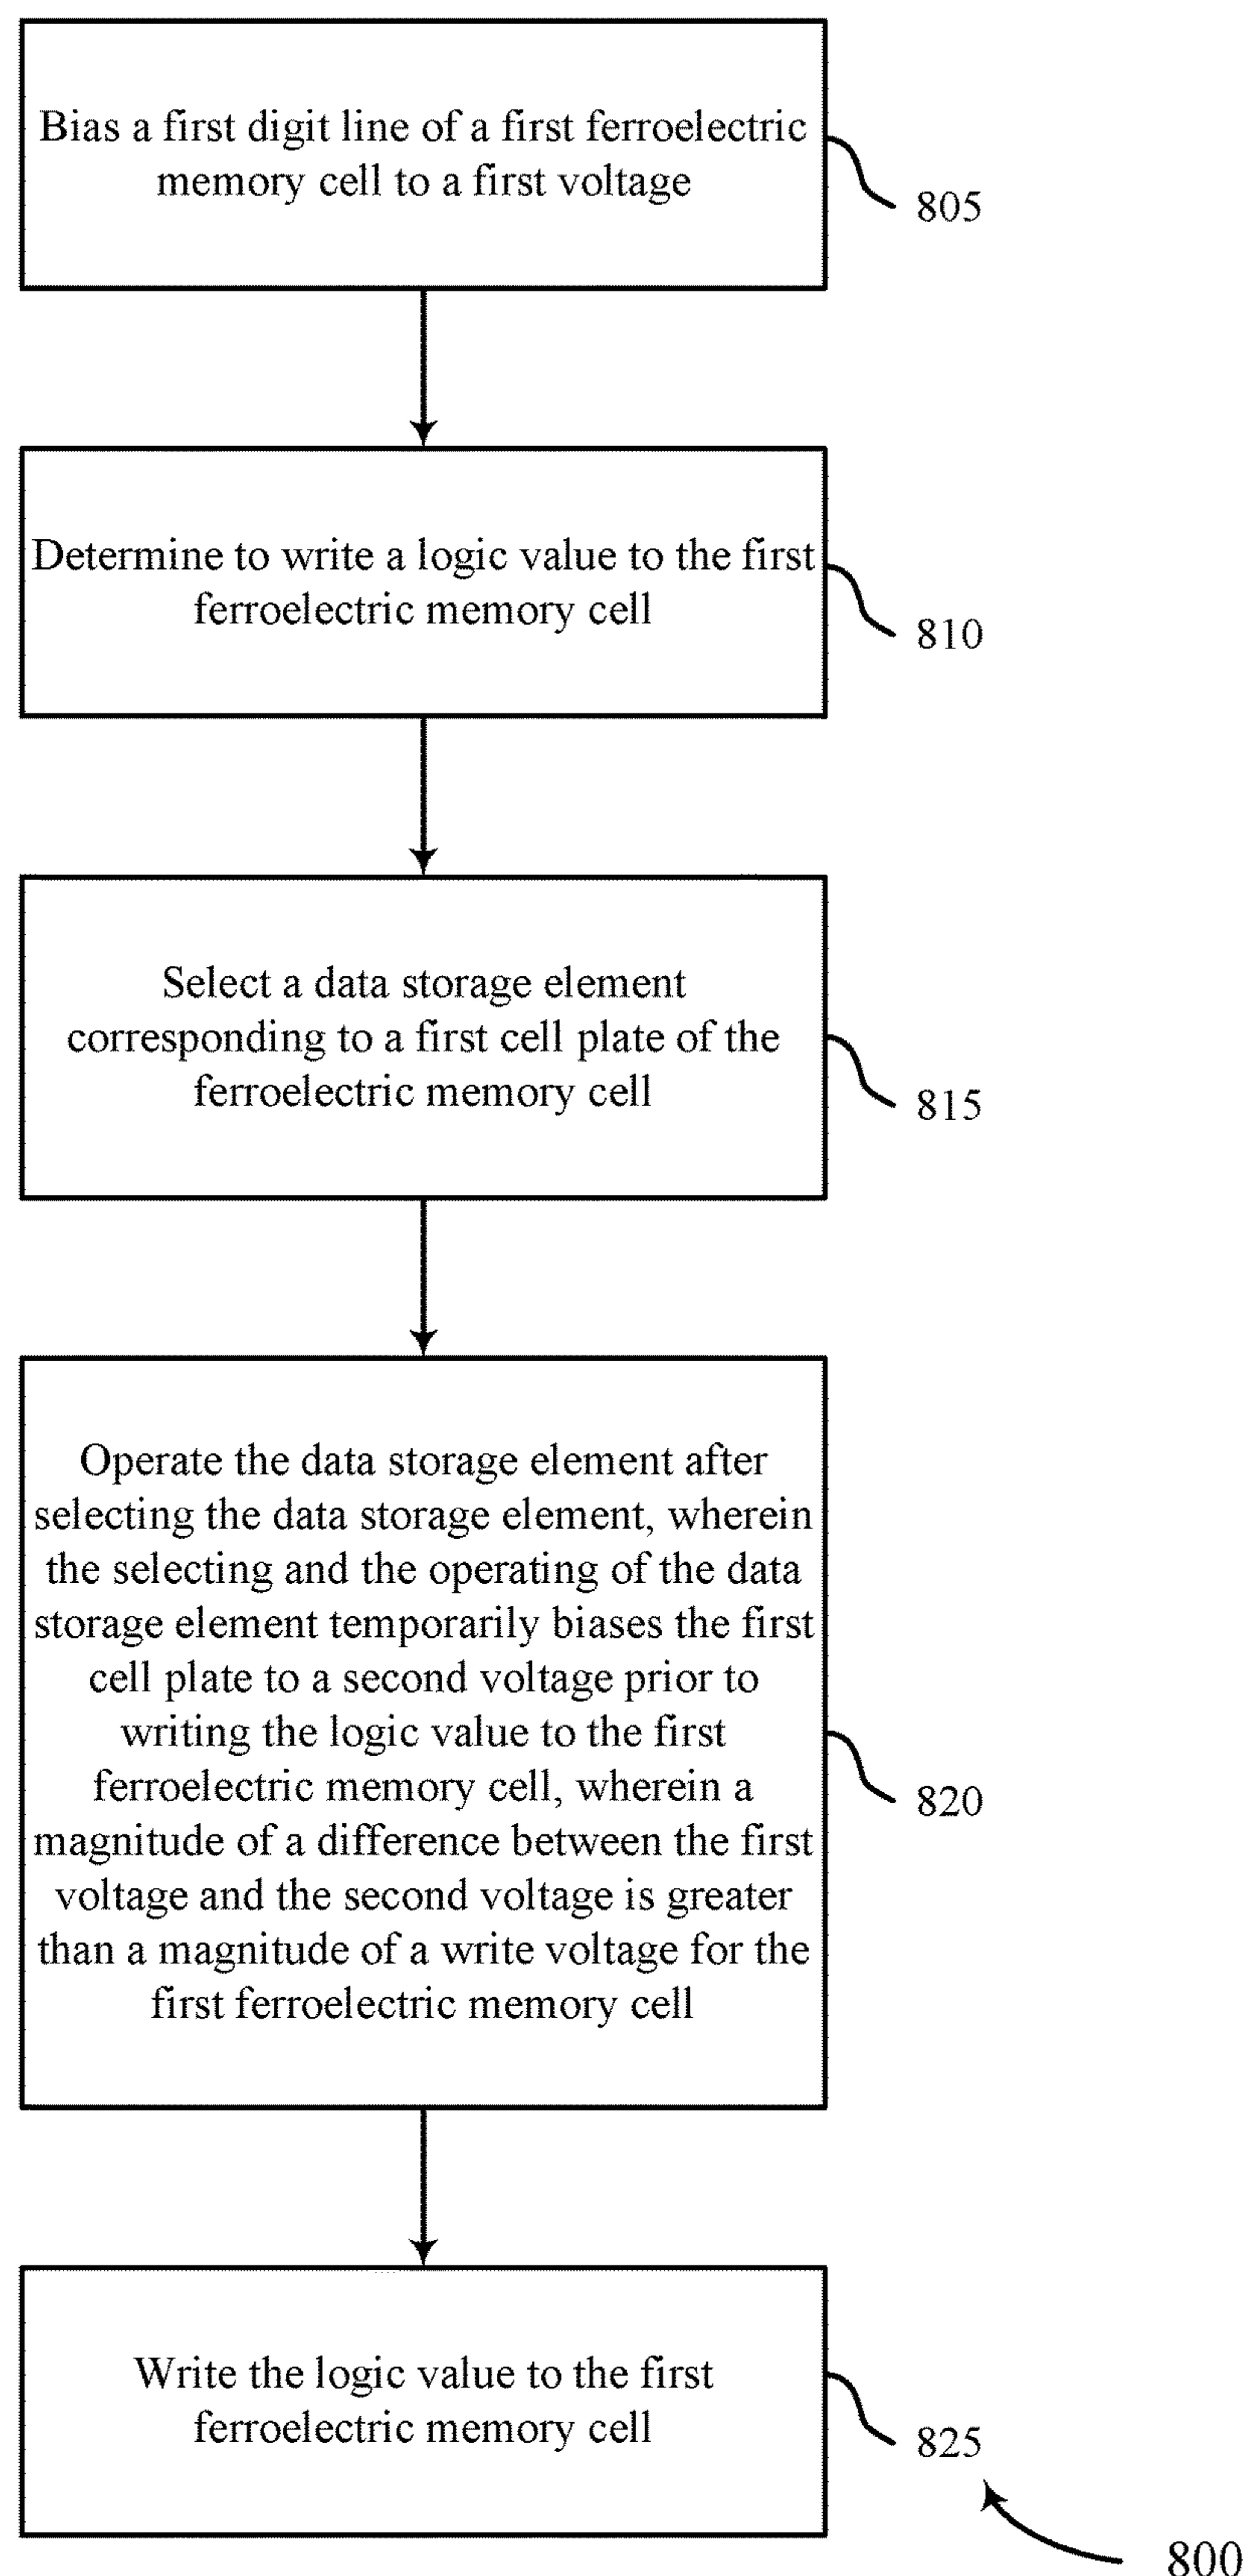 Bias a first digit line of a first ferroelectric
memory cell to a first voltage
805
Determine to write a logic value to the first
ferroelectric memory cell
810
Select a data storage element
corresponding to a first cell plate of the
ferroelectric memory cell
815
Operate the data storage element after
selecting the data storage element, wherein
the selecting and the operating of the data
storage element temporarily biases the first
cell plate to a second voltage prior to
writing the logic value to the first
ferroelectric memory cell, wherein a
magnitude of a difference between the first
voltage and the second voltage is greater
than a magnitude of a write voltage for the
first ferroelectric memory cell
820
Write the logic value to the first
ferroelectric memory cell
825
800